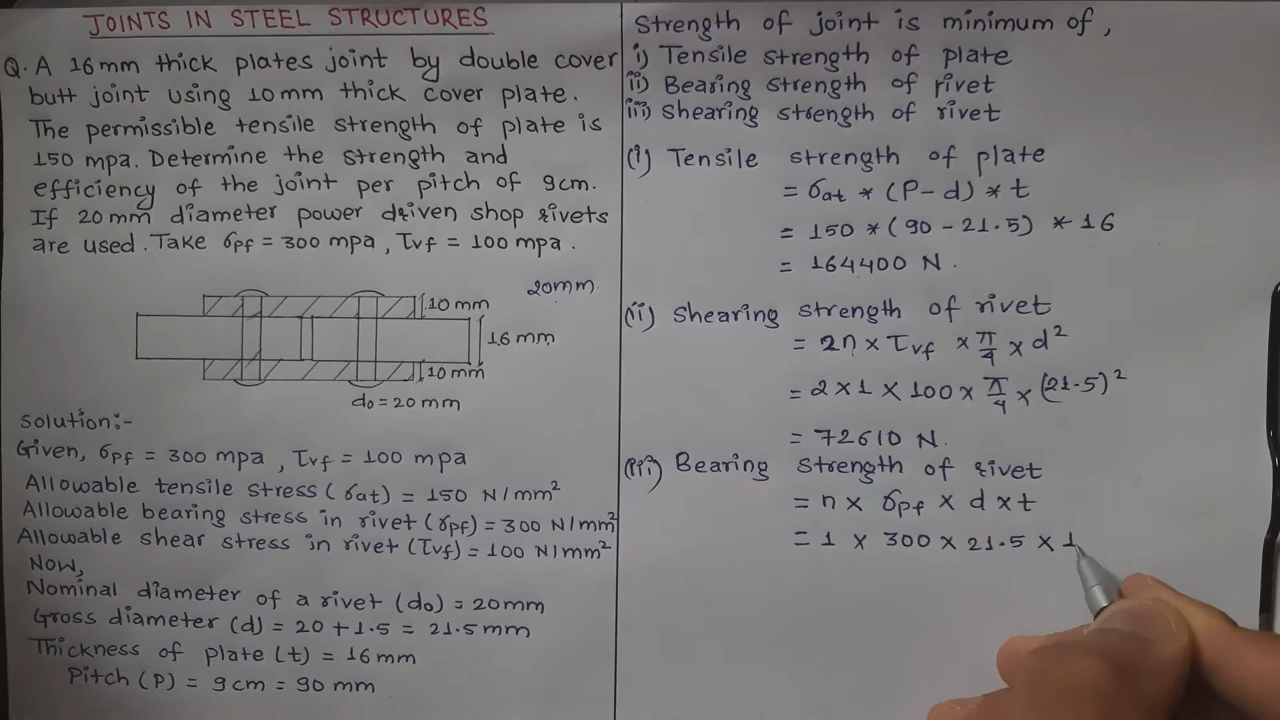 JOINTS IN STEEL STRUCTURES
Q. A 16mm thick plates joint by double cover
butt joint using 10mm thick cover plate.
The permissible tensile strength of plate is
150 mpa. Determine the strength and
efficiency of the joint per pitch of 9cm.
If 20mm diameter power driven shop rivets
are used. Take σpf = 300 mpa, τvf = 100 mpa.
20mm
10 mm
16 mm
10 mm
do = 20 mm
Solution:-
Given, σpf = 300 mpa, τvf = 100 mpa
Allowable tensile stress (σat) = 150 N/mm²
Allowable bearing stress in rivet (σpf) = 300 N/mm²
Allowable shear stress in rivet (τvf) = 100 N/mm²
Now,
Nominal diameter of a rivet (do) = 20mm
Gross diameter (d) = 20 + 1.5 = 21.5mm
Thickness of plate (t) = 16mm
Pitch (P) = 9cm = 90 mm
Strength of joint is minimum of,
i) Tensile strength of plate
ii) Bearing strength of rivet
iii) Shearing strength of rivet
(i) Tensile strength of plate
= σat * (P-d) * t
= 150 * (90 - 21.5) * 16
= 164400 N.
(ii) Shearing strength of rivet
= 2n × τvf × π/4 × d²
= 2 × 1 × 100 × π/4 × (21.5)²
= 72610 N.
(iii) Bearing strength of rivet
= n × σpf × d × t
= 1 × 300 × 21.5 × 1